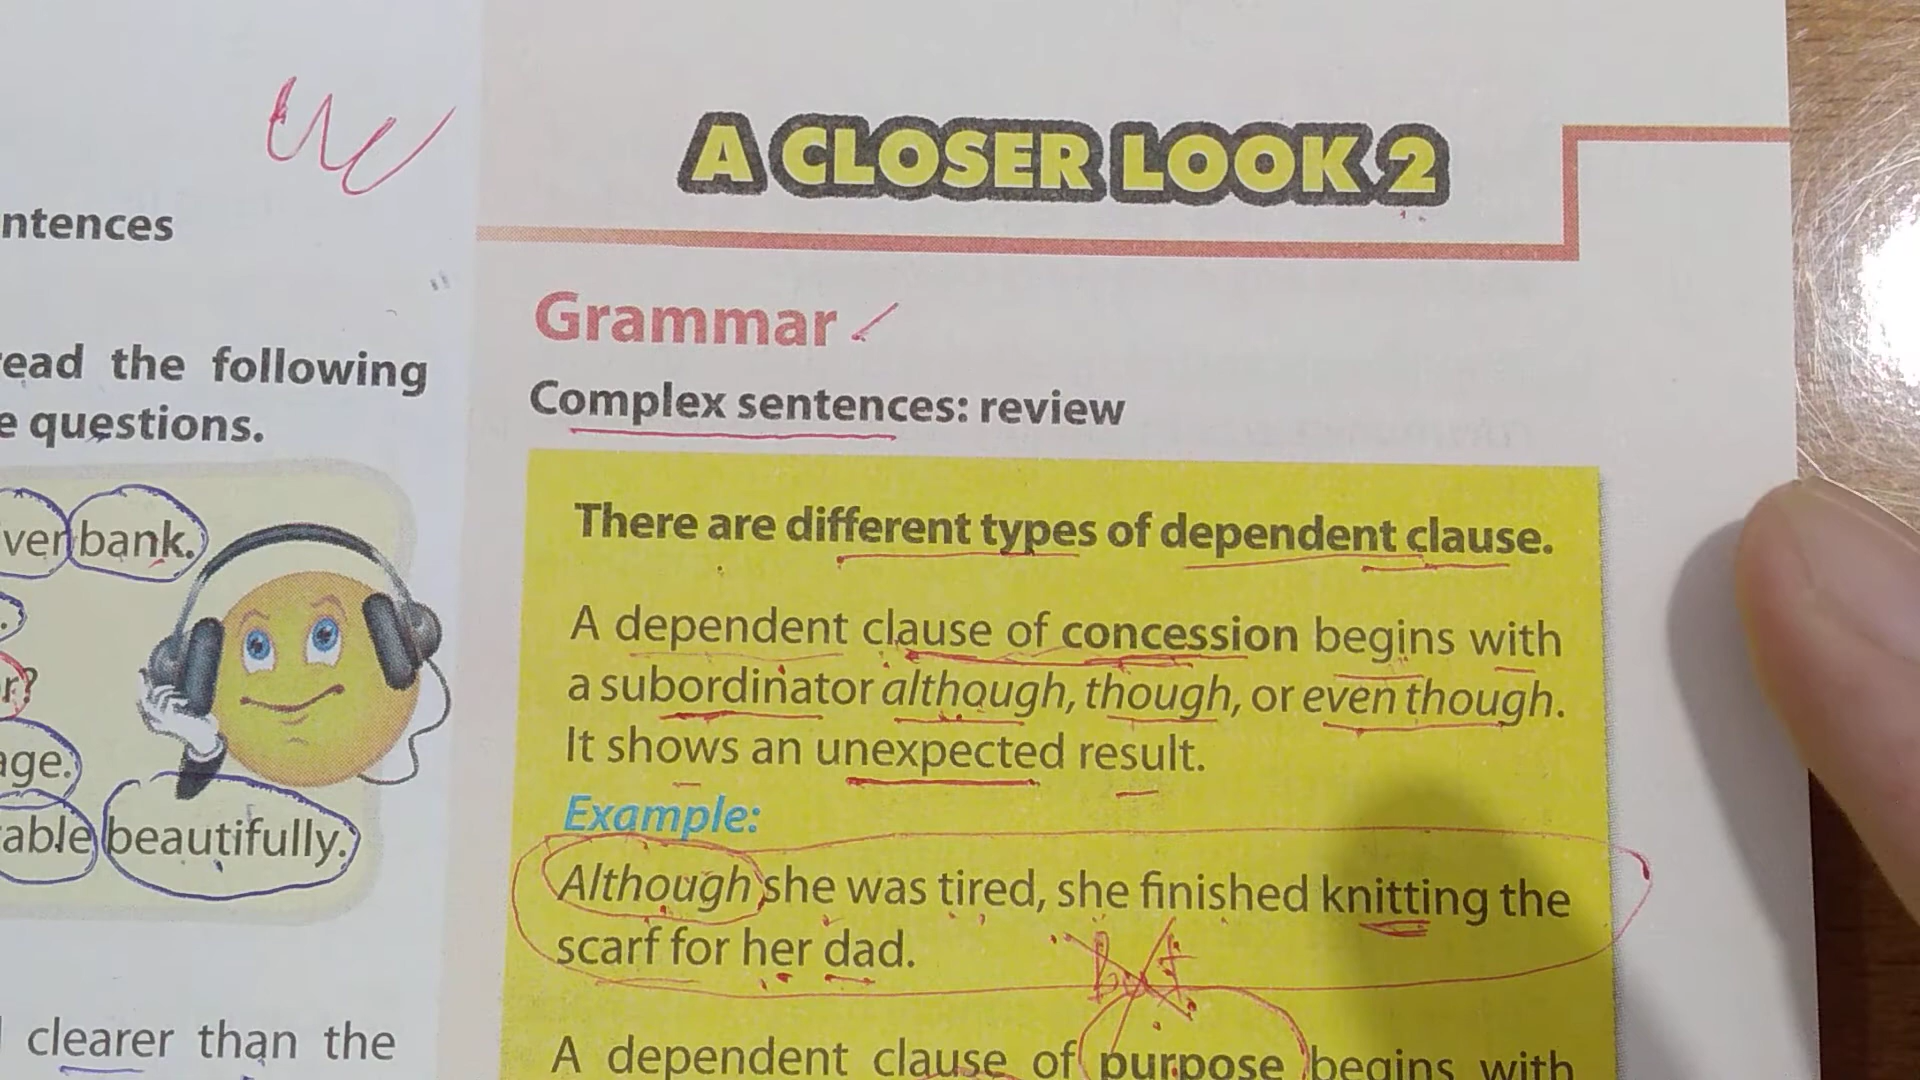 ntences
read the following
e questions.
ver bank.
r?
age.
able beautifully.
clearer than the
A CLOSER LOOK 2
Grammar
Complex sentences: review
There are different types of dependent clause.
A dependent clause of concession begins with
a subordinator although, though, or even though.
It shows an unexpected result.
Example:
Although she was tired, she finished knitting the
scarf for her dad.
But
A dependent clause of purpose begins with